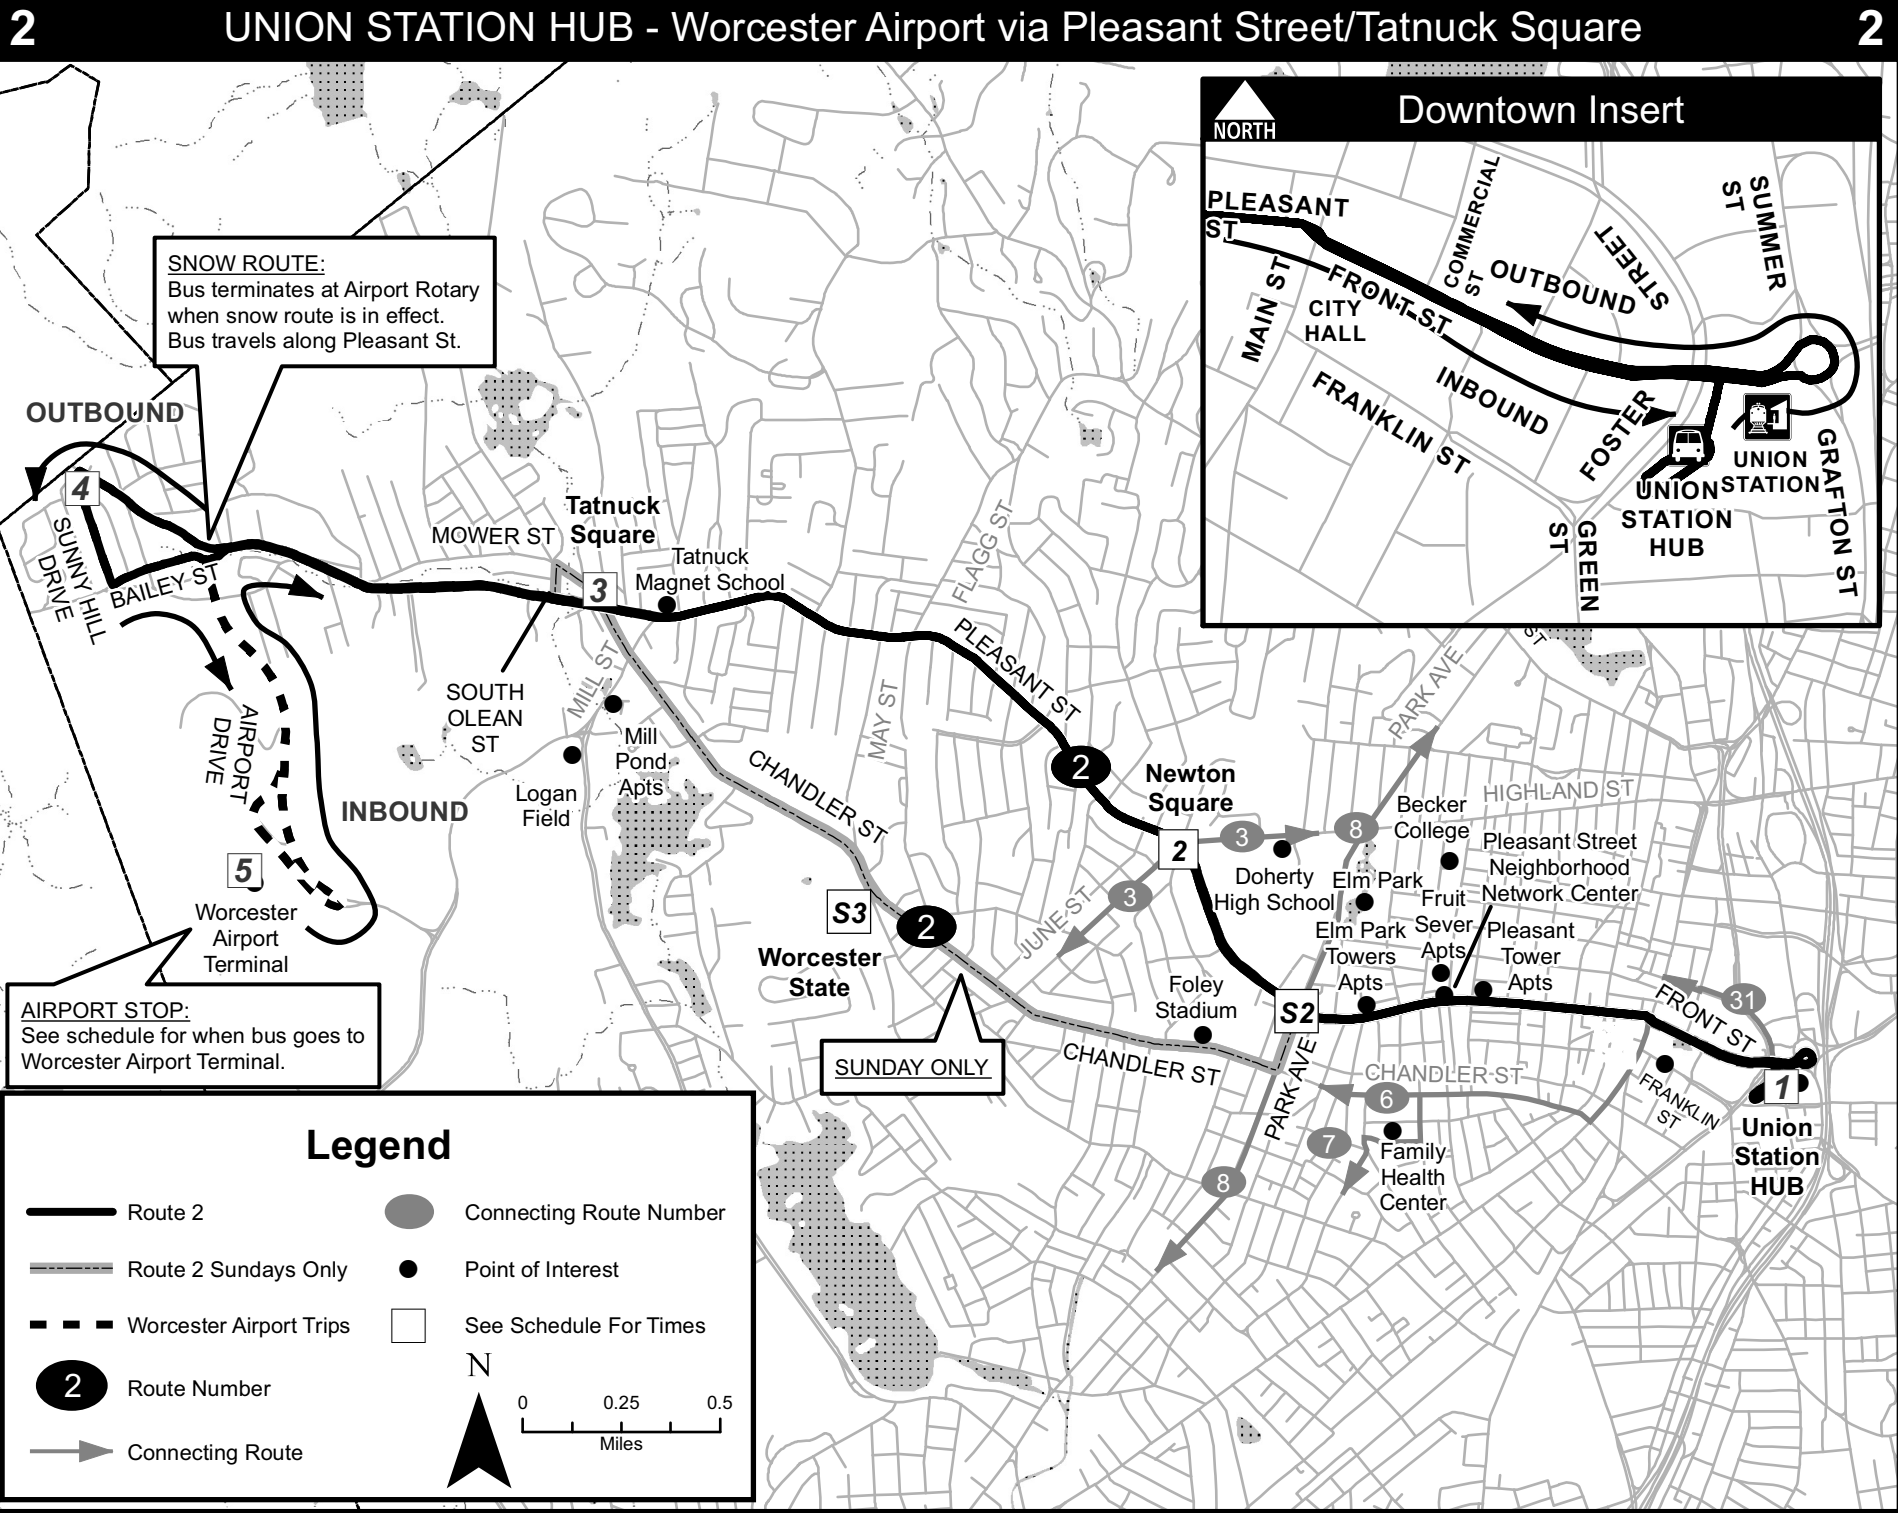 2 UNION STATION HUB - Worcester Airport via Pleasant Street/Tatnuck Square 2
NORTH
Downtown Insert
PLEASANT
ST
COMMERCIAL
ST
STREET
SUMMER
ST
OUTBOUND
MAIN ST
FRONT ST
CITY
HALL
INBOUND
FRANKLIN ST
FOSTER
UNION
STATION
UNION
STATION
HUB
GRAFTON ST
GREEN
ST
SNOW ROUTE:
Bus terminates at Airport Rotary
when snow route is in effect.
Bus travels along Pleasant St.
OUTBOUND
4
SUNNY HILL
DRIVE
BAILEY ST
MOWER ST
Tatnuck
Square
3
Tatnuck
Magnet School
FLAGG ST
PLEASANT ST
ST
PARK AVE
SOUTH
OLEAN
ST
MILL ST
MAY ST
AIRPORT
DRIVE
INBOUND
Mill
Pond
Apts
Logan
Field
CHANDLER ST
2
Newton
Square
2
3
8
Becker
College
HIGHLAND ST
Pleasant Street
Neighborhood
Network Center
Doherty
High School
Elm Park
Fruit
Sever
Apts
3
JUNE ST
Elm Park
Towers
Apts
Pleasant
Tower
Apts
5
Worcester
Airport
Terminal
S3
2
Worcester
State
Foley
Stadium
S2
31
FRONT ST
AIRPORT STOP:
See schedule for when bus goes to
Worcester Airport Terminal.
SUNDAY ONLY
CHANDLER ST
PARK AVE
CHANDLER ST
6
7
8
Family
Health
Center
FRANKLIN
ST
1
Union
Station
HUB
Legend
Route 2
Connecting Route Number
Route 2 Sundays Only
Point of Interest
Worcester Airport Trips
See Schedule For Times
2 Route Number
Connecting Route
N
0 0.25 0.5
Miles